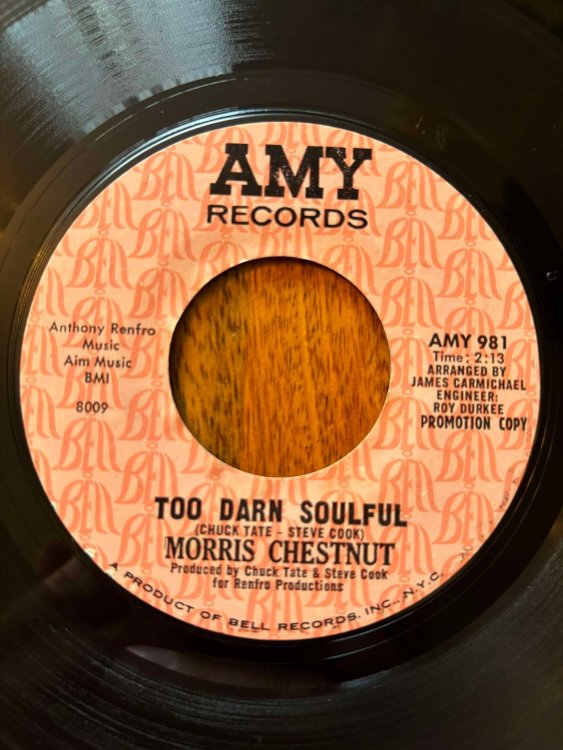 AMY
RECORDS
Anthony Renfro
Music
Aim Music
BMI
8009
AMY 981
Time: 2:13
ARRANGED BY
JAMES CARMICHAEL
ENGINEER:
ROY DURKEE
PROMOTION COPY
TOO DARN SOULFUL
(CHUCK TATE - STEVE COOK)
MORRIS CHESTNUT
Produced by Chuck Tate & Steve Cook
for Renfro Productions
A PRODUCT OF BELL RECORDS, INC., N.Y.C.
BELL